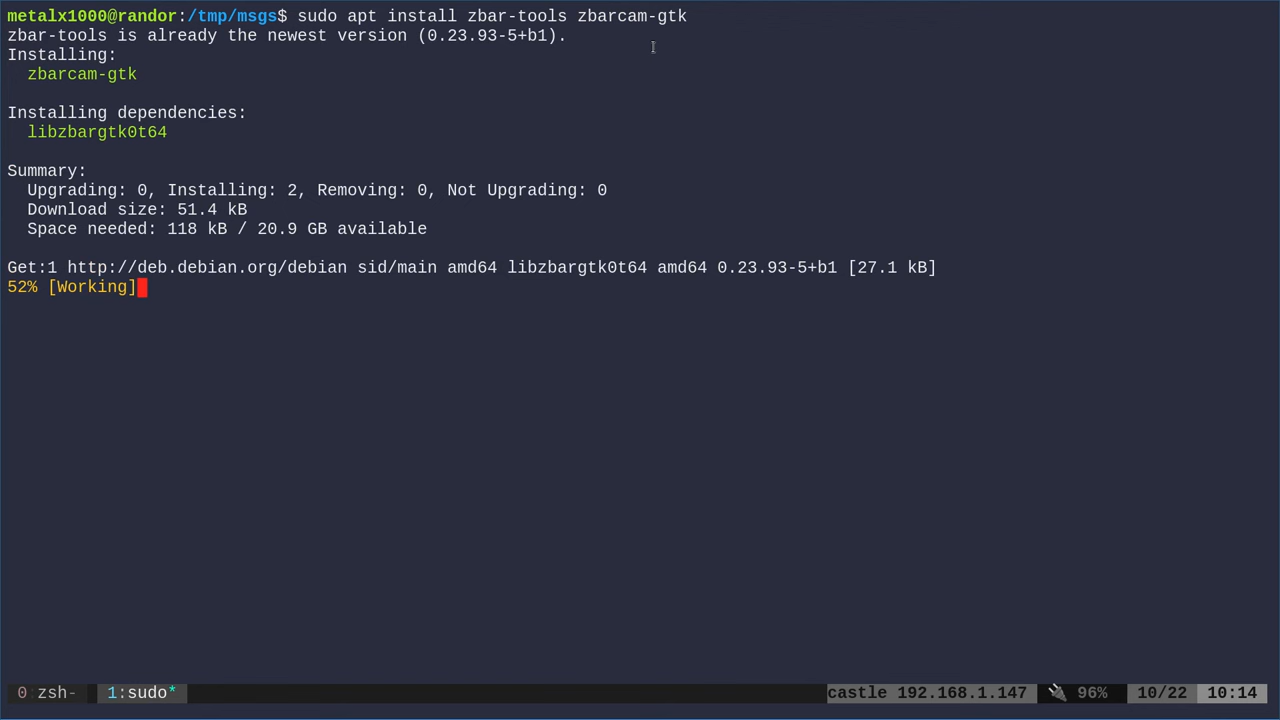 metalx1000@randor:/tmp/msgs$ sudo apt install zbar-tools zbarcam-gtk
zbar-tools is already the newest version (0.23.93-5+b1).
Installing:
  zbarcam-gtk

Installing dependencies:
  libzbargtk0t64

Summary:
  Upgrading: 0, Installing: 2, Removing: 0, Not Upgrading: 0
  Download size: 51.4 kB
  Space needed: 118 kB / 20.9 GB available

Get:1 http://deb.debian.org/debian sid/main amd64 libzbargtk0t64 amd64 0.23.93-5+b1 [27.1 kB]
52% [Working]
0:zsh- 1:sudo* castle 192.168.1.147 🔌 96% 10/22 10:14